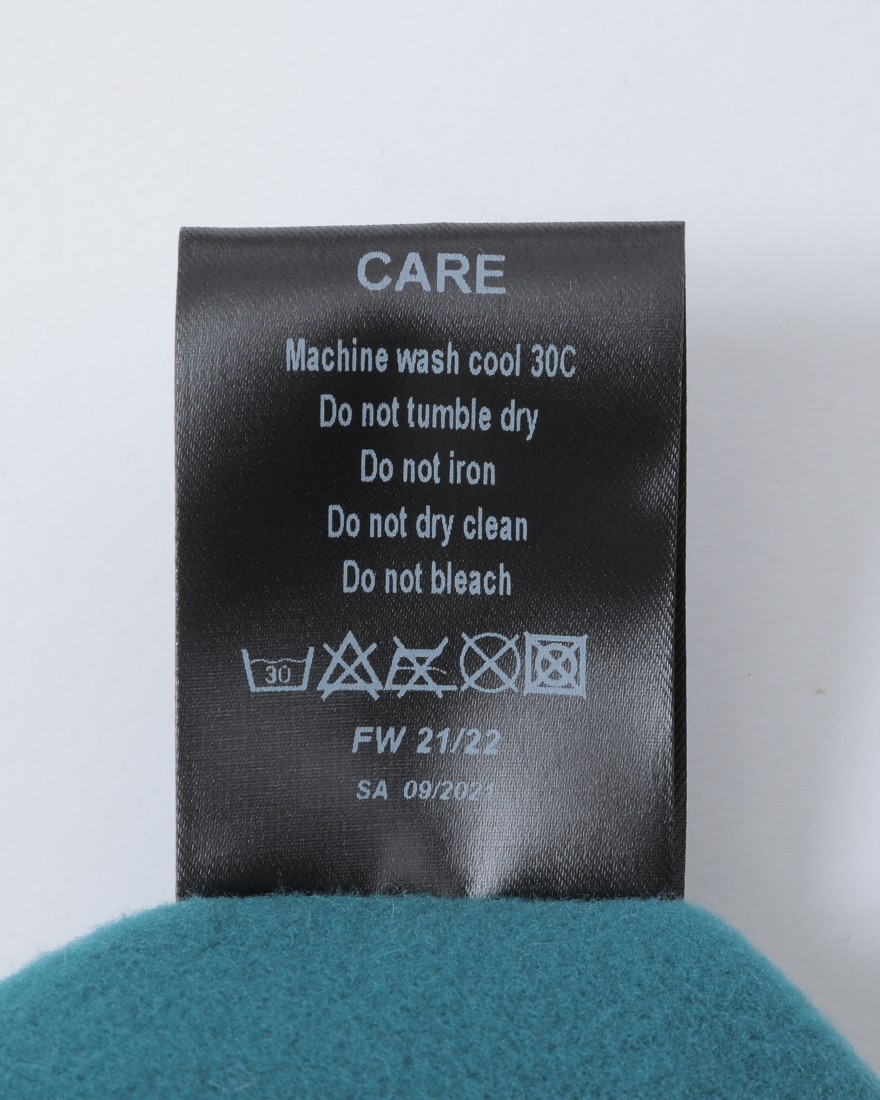 CARE
Machine wash cool 30C
Do not tumble dry
Do not iron
Do not dry clean
Do not bleach
30
FW 21/22
SA 09/2021